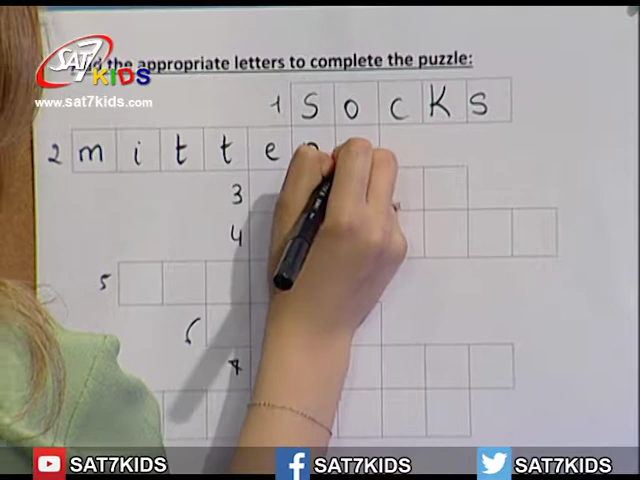 SAT7
KIDS
www.sat7kids.com
the appropriate letters to complete the puzzle:
1 S o c K s
2 m i t t e
3
4
5
6
7
SAT7KIDS SAT7KIDS SAT7KIDS